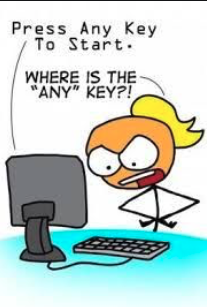 Press Any Key
To Start.
WHERE IS THE
"ANY" KEY?!